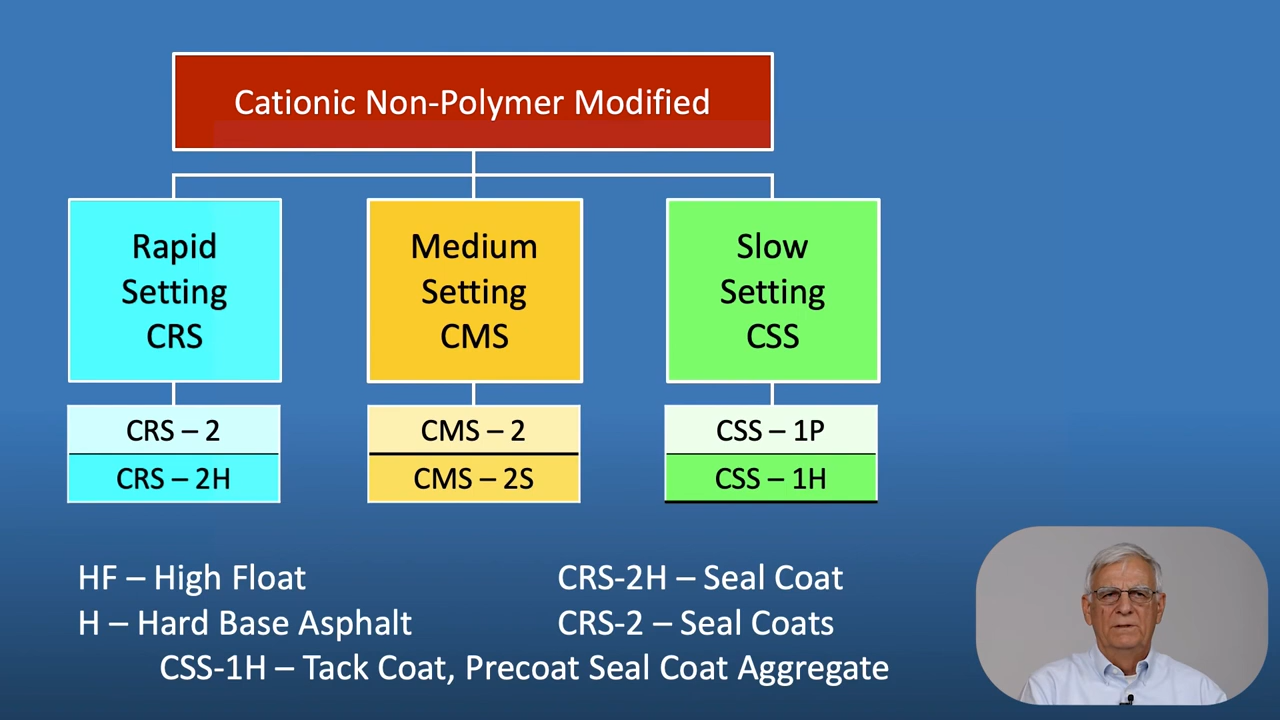 Cationic Non-Polymer Modified
Rapid
Setting
CRS
Medium
Setting
CMS
Slow
Setting
CSS
CRS – 2
CRS – 2H
CMS – 2
CMS – 2S
CSS – 1P
CSS – 1H
HF – High Float
H – Hard Base Asphalt
CRS-2H – Seal Coat
CRS-2 – Seal Coats
CSS-1H – Tack Coat, Precoat Seal Coat Aggregate